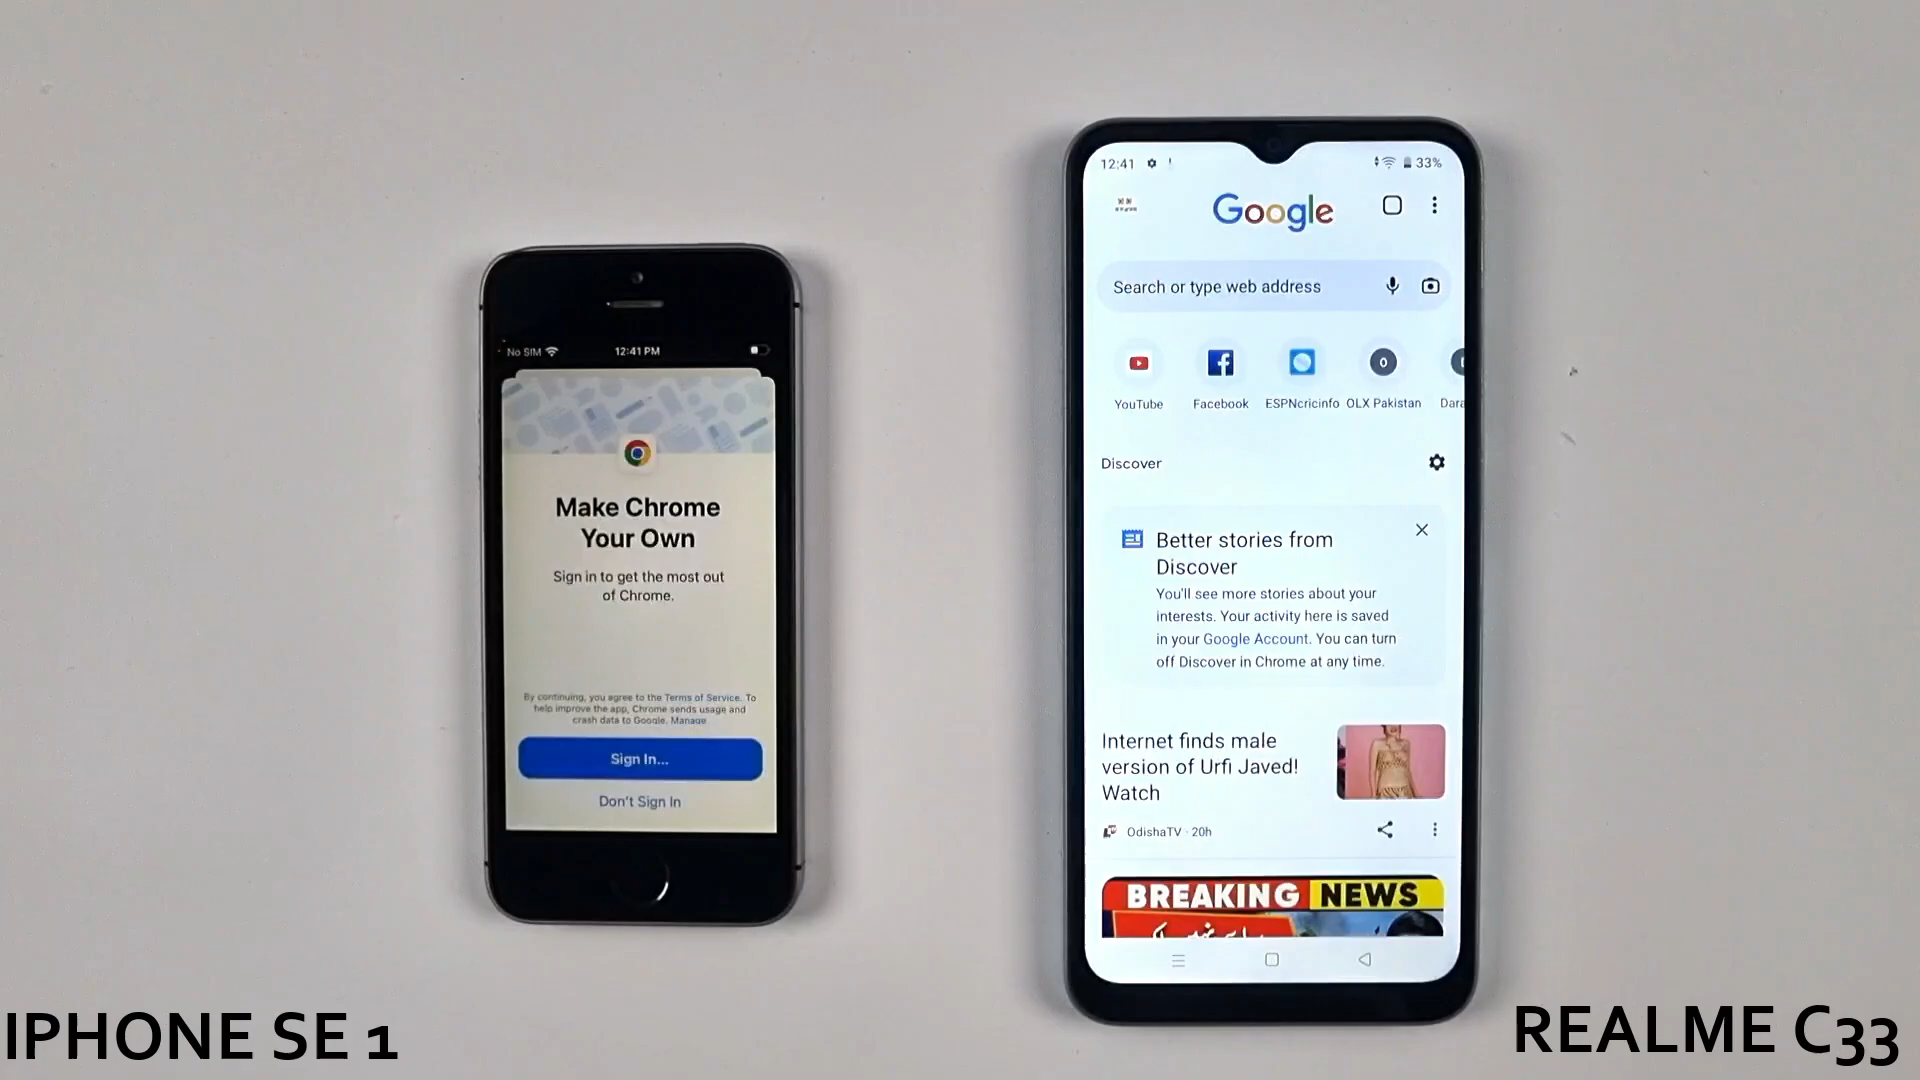 No SIM
12:41 PM
Make Chrome
Your Own
Sign in to get the most out
of Chrome.
By continuing, you agree to the Terms of Service. To
help improve the app, Chrome sends usage and
crash data to Google. Manage
Sign In...
Don't Sign In
12:41
33%
Google
Search or type web address
YouTube
Facebook
ESPNcricinfo
OLX Pakistan
Dara
Discover
Better stories from
Discover
You'll see more stories about your
interests. Your activity here is saved
in your Google Account. You can turn
off Discover in Chrome at any time.
Internet finds male
version of Urfi Javed!
Watch
OdishaTV · 20h
BREAKING NEWS
IPHONE SE 1
REALME C33